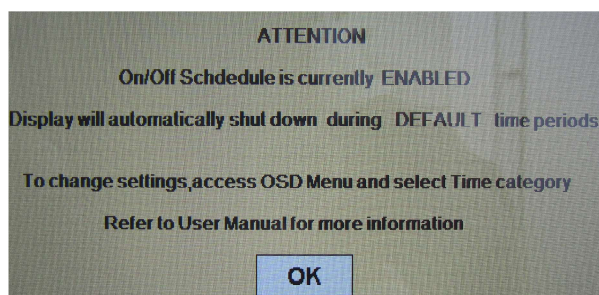 ATTENTION
On/Off Schdedule is currently ENABLED
Display will automatically shut down during DEFAULT time periods
To change settings,access OSD Menu and select Time category
Refer to User Manual for more information
OK